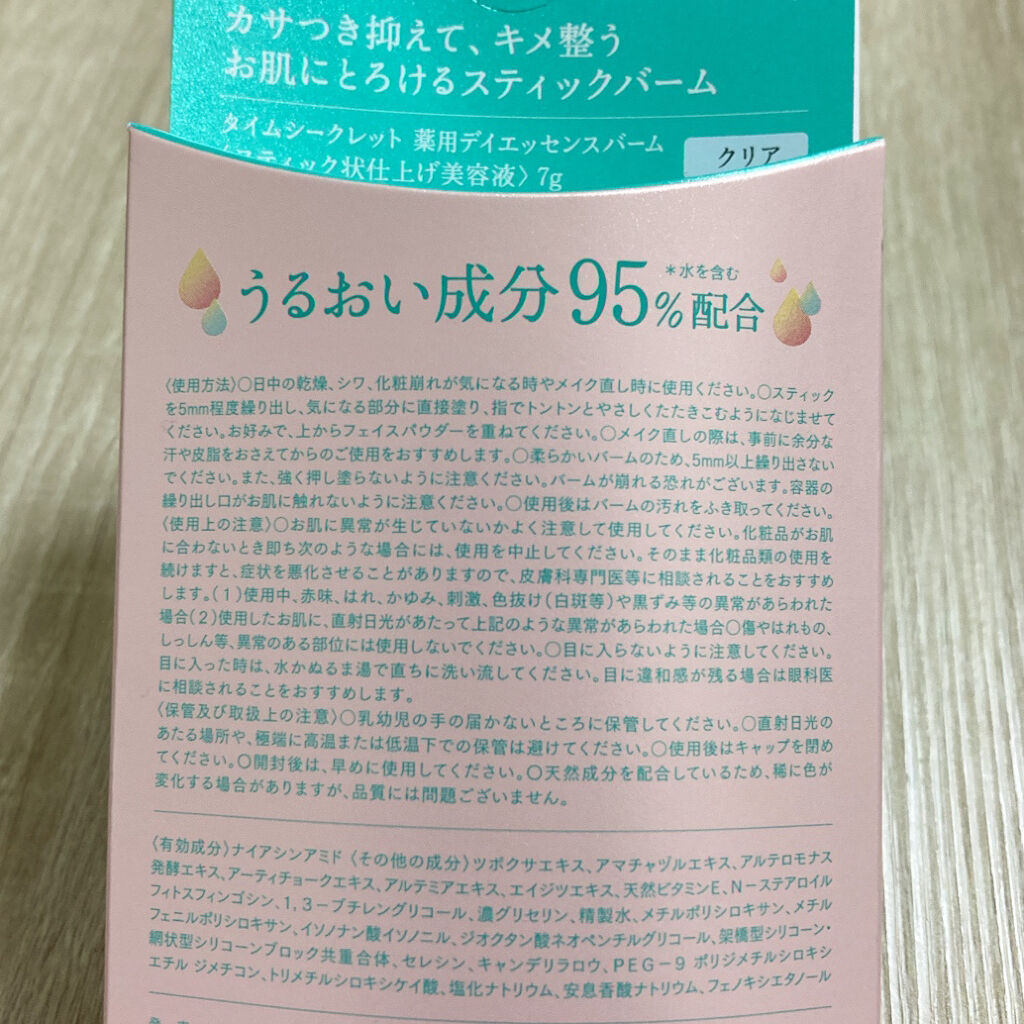 カサつき抑えて、キメ整う
お肌にとろけるスティックバーム
タイムシークレット 薬用デイエッセンスバーム
〈スティック状仕上げ美容液〉7g
クリア
うるおい成分95%配合
*水を含む
〈使用方法〉○日中の乾燥、シワ、化粧崩れが気になる時やメイク直し時に使用ください。○スティック
を5mm程度繰り出し、気になる部分に直接塗り、指でトントンとやさしくたたきこむようになじませて
ください。お好みで、上からフェイスパウダーを重ねてください。○メイク直しの際は、事前に余分な
汗や皮脂をおさえてからのご使用をおすすめします。○柔らかいバームのため、5mm以上繰り出さない
でください。また、強く押し塗らないように注意ください。バームが崩れる恐れがございます。容器の
繰り出し口がお肌に触れないように注意ください。○使用後はバームの汚れをふき取ってください。
〈使用上の注意〉○お肌に異常が生じていないかよく注意して使用してください。化粧品がお肌
に合わないとき即ち次のような場合には、使用を中止してください。そのまま化粧品類の使用を
続けますと、症状を悪化させることがありますので、皮膚科専門医等に相談されることをおすすめ
します。(1)使用中、赤味、はれ、かゆみ、刺激、色抜け(白斑等)や黒ずみ等の異常があらわれた
場合(2)使用したお肌に、直射日光があたって上記のような異常があらわれた場合○傷やはれもの、
しっしん等、異常のある部位には使用しないでください。○目に入らないように注意してください。
目に入った時は、水かぬるま湯で直ちに洗い流してください。目に違和感が残る場合は眼科医
に相談されることをおすすめします。
〈保管及び取扱上の注意〉○乳幼児の手の届かないところに保管してください。○直射日光の
あたる場所や、極端に高温または低温下での保管は避けてください。○使用後はキャップを閉め
てください。○開封後は、早めに使用してください。○天然成分を配合しているため、稀に色が
変化する場合がありますが、品質には問題ございません。
〈有効成分〉ナイアシンアミド〈その他の成分〉ツボクサエキス、アマチャヅルエキス、アルテロモナス
発酵エキス、アーティチョークエキス、アルテミアエキス、エイジツエキス、天然ビタミンE、N-ステアロイル
フィトスフィンゴシン、1,3-ブチレングリコール、濃グリセリン、精製水、メチルポリシロキサン、メチル
フェニルポリシロキサン、イソノナン酸イソノニル、ジオクタン酸ネオペンチルグリコール、架橋型シリコーン・
網状型シリコーンブロック共重合体、セレシン、キャンデリラロウ、PEG-9 ポリジメチルシロキシ
エチル ジメチコン、トリメチルシロキシケイ酸、塩化ナトリウム、安息香酸ナトリウム、フェノキシエタノール